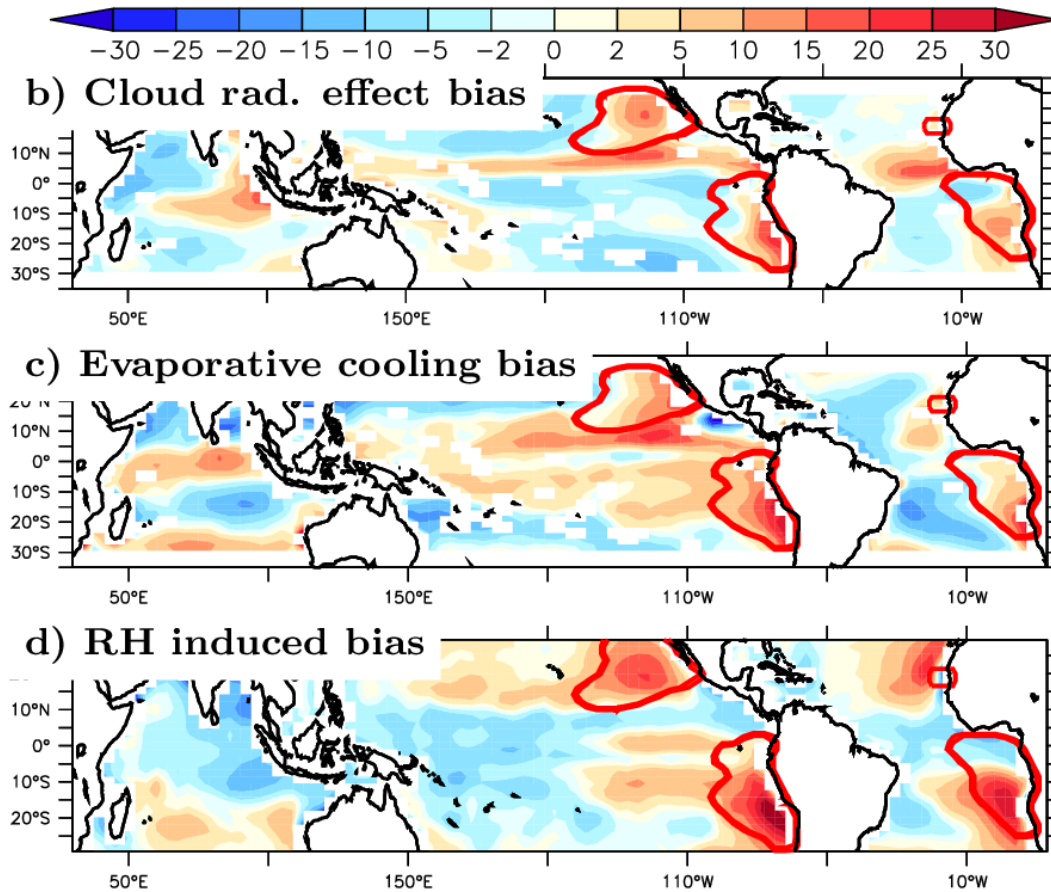 −30 −25 −20 −15 −10 −5 −2 0 2 5 10 15 20 25 30
b) Cloud rad. effect bias
10°N
0°
10°S
20°S
30°S
50°E 150°E 110°W 10°W
c) Evaporative cooling bias
20°N
10°N
0°
10°S
20°S
30°S
50°E 150°E 110°W 10°W
d) RH induced bias
10°N
0°
10°S
20°S
50°E 150°E 110°W 10°W